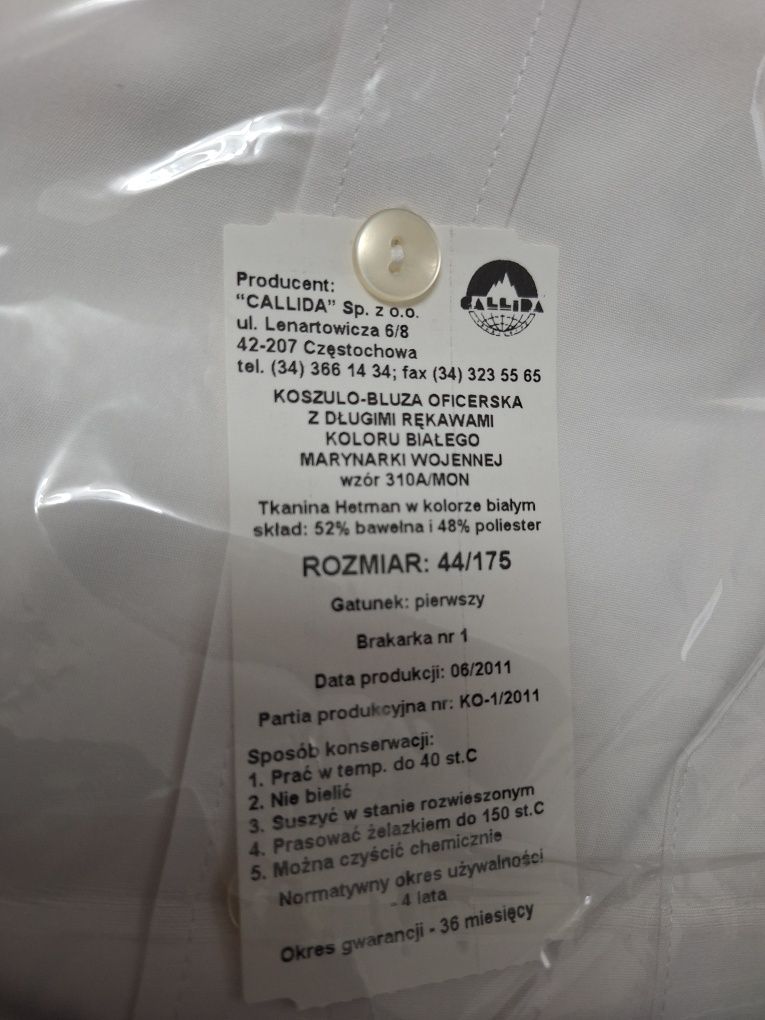 Producent:
“CALLIDA” Sp. z o.o.
ul. Lenartowicza 6/8
42-207 Częstochowa
tel. (34) 366 14 34; fax (34) 323 55 65
CALLIDA
KOSZULO-BLUZA OFICERSKA
Z DŁUGIMI RĘKAWAMI
KOLORU BIAŁEGO
MARYNARKI WOJENNEJ
wzór 310A/MON
Tkanina Hetman w kolorze białym
skład: 52% bawełna i 48% poliester
ROZMIAR: 44/175
Gatunek: pierwszy
Brakarka nr 1
Data produkcji: 06/2011
Partia produkcyjna nr: KO-1/2011
Sposób konserwacji:
1. Prać w temp. do 40 st.C
2. Nie bielić
3. Suszyć w stanie rozwieszonym
4. Prasować żelazkiem do 150 st.C
5. Można czyścić chemicznie
Normatywny okres używalności
- 4 lata
Okres gwarancji - 36 miesięcy